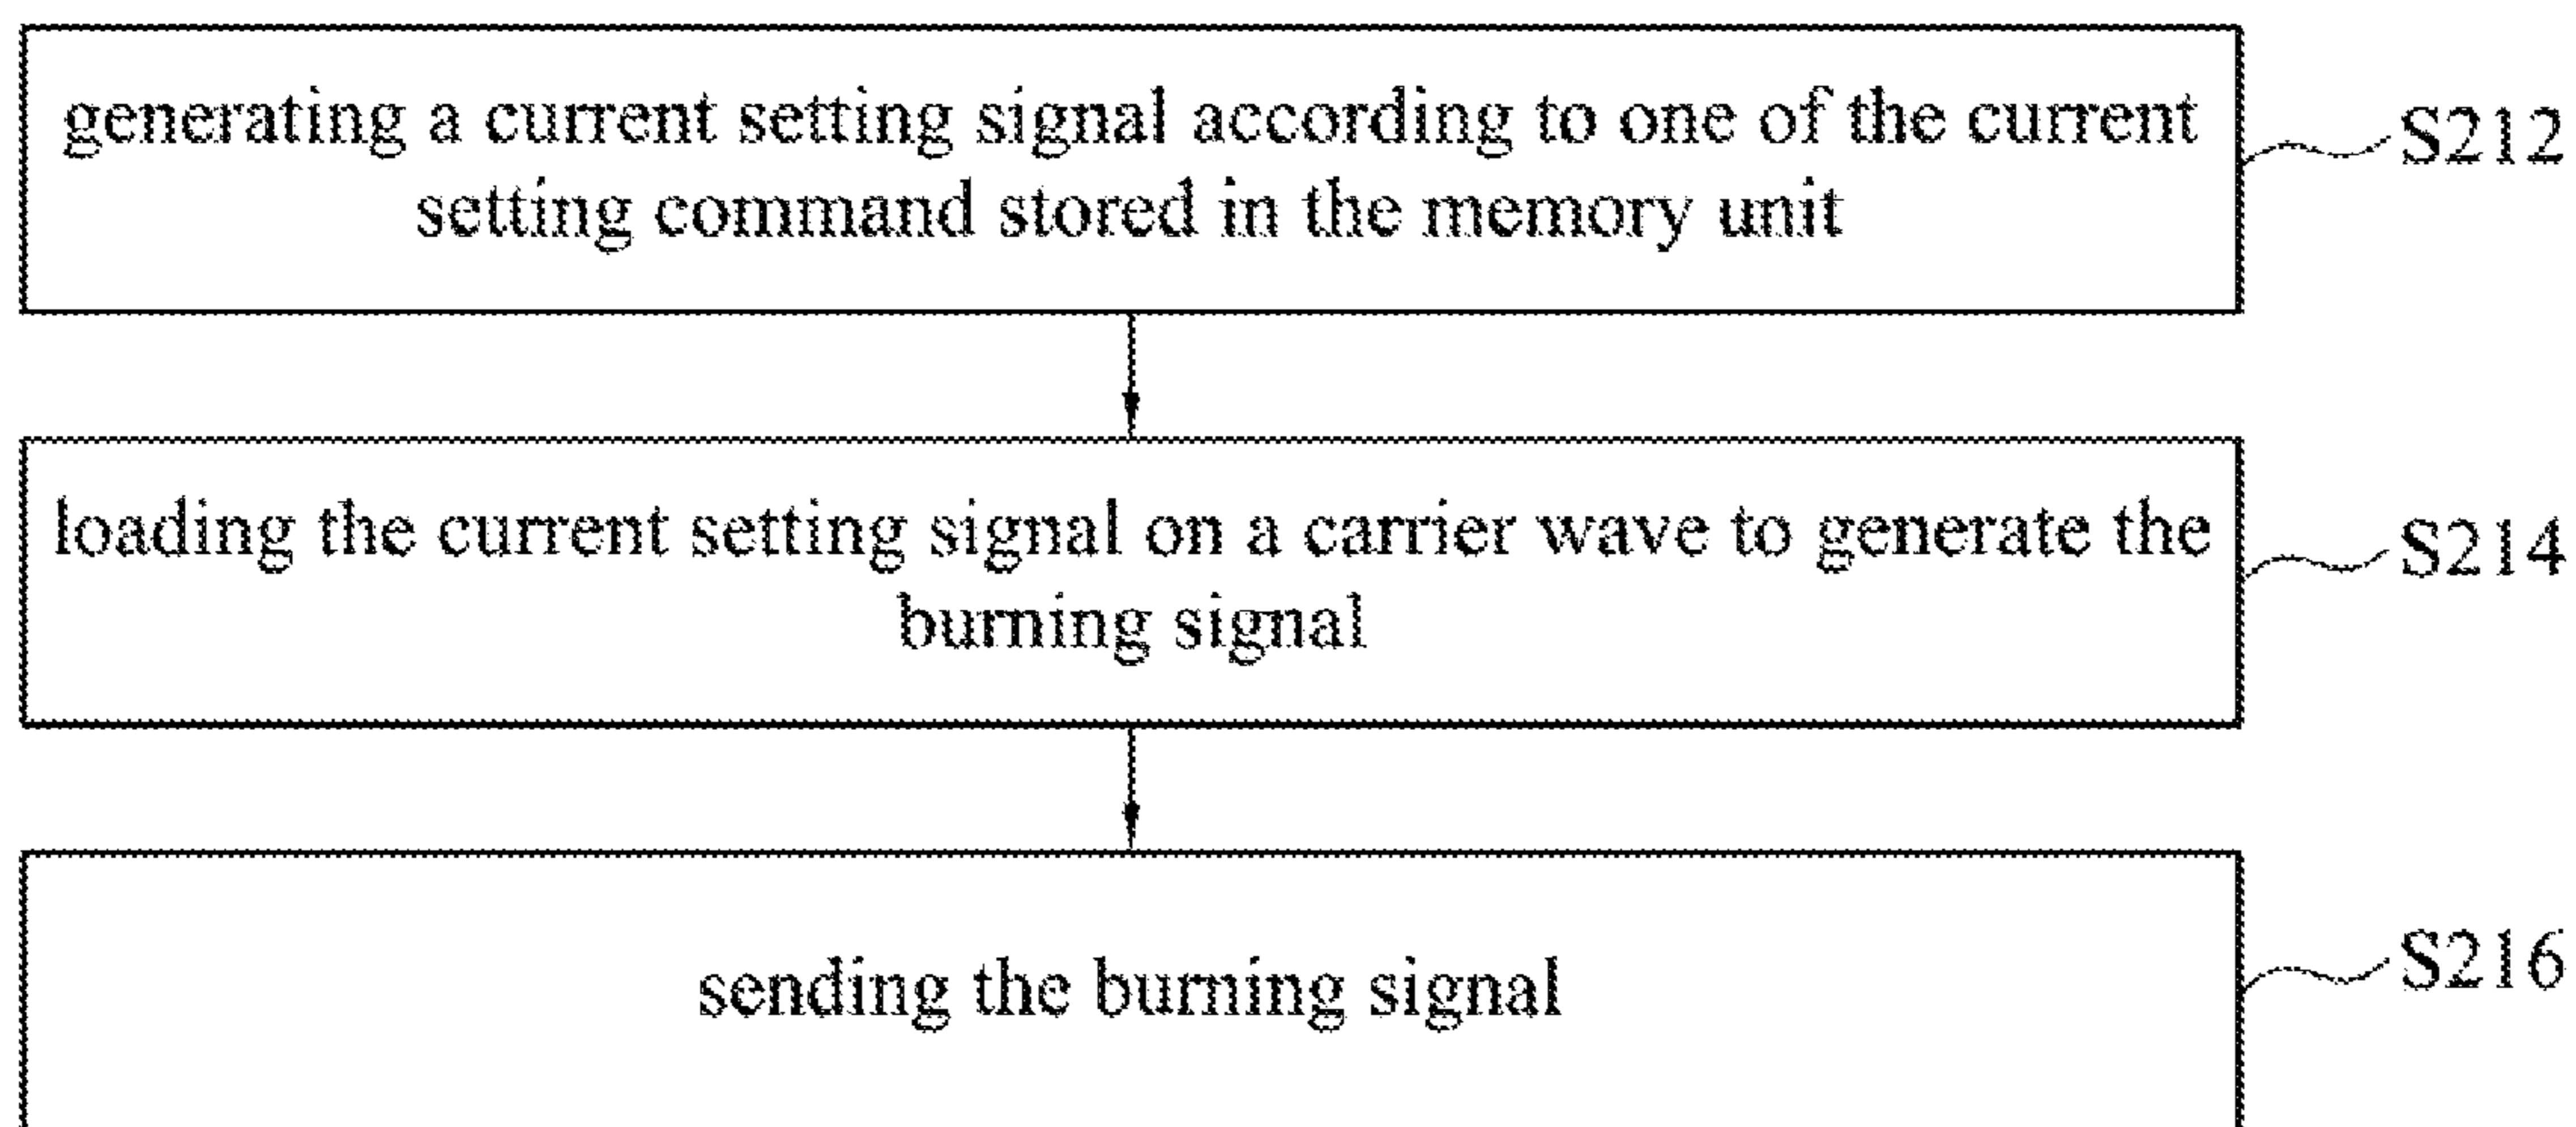 generating a current setting signal according to one of the current
setting command stored in the memory unit
S212
loading the current setting signal on a carrier wave to generate the
burning signal
S214
sending the burning signal
S216